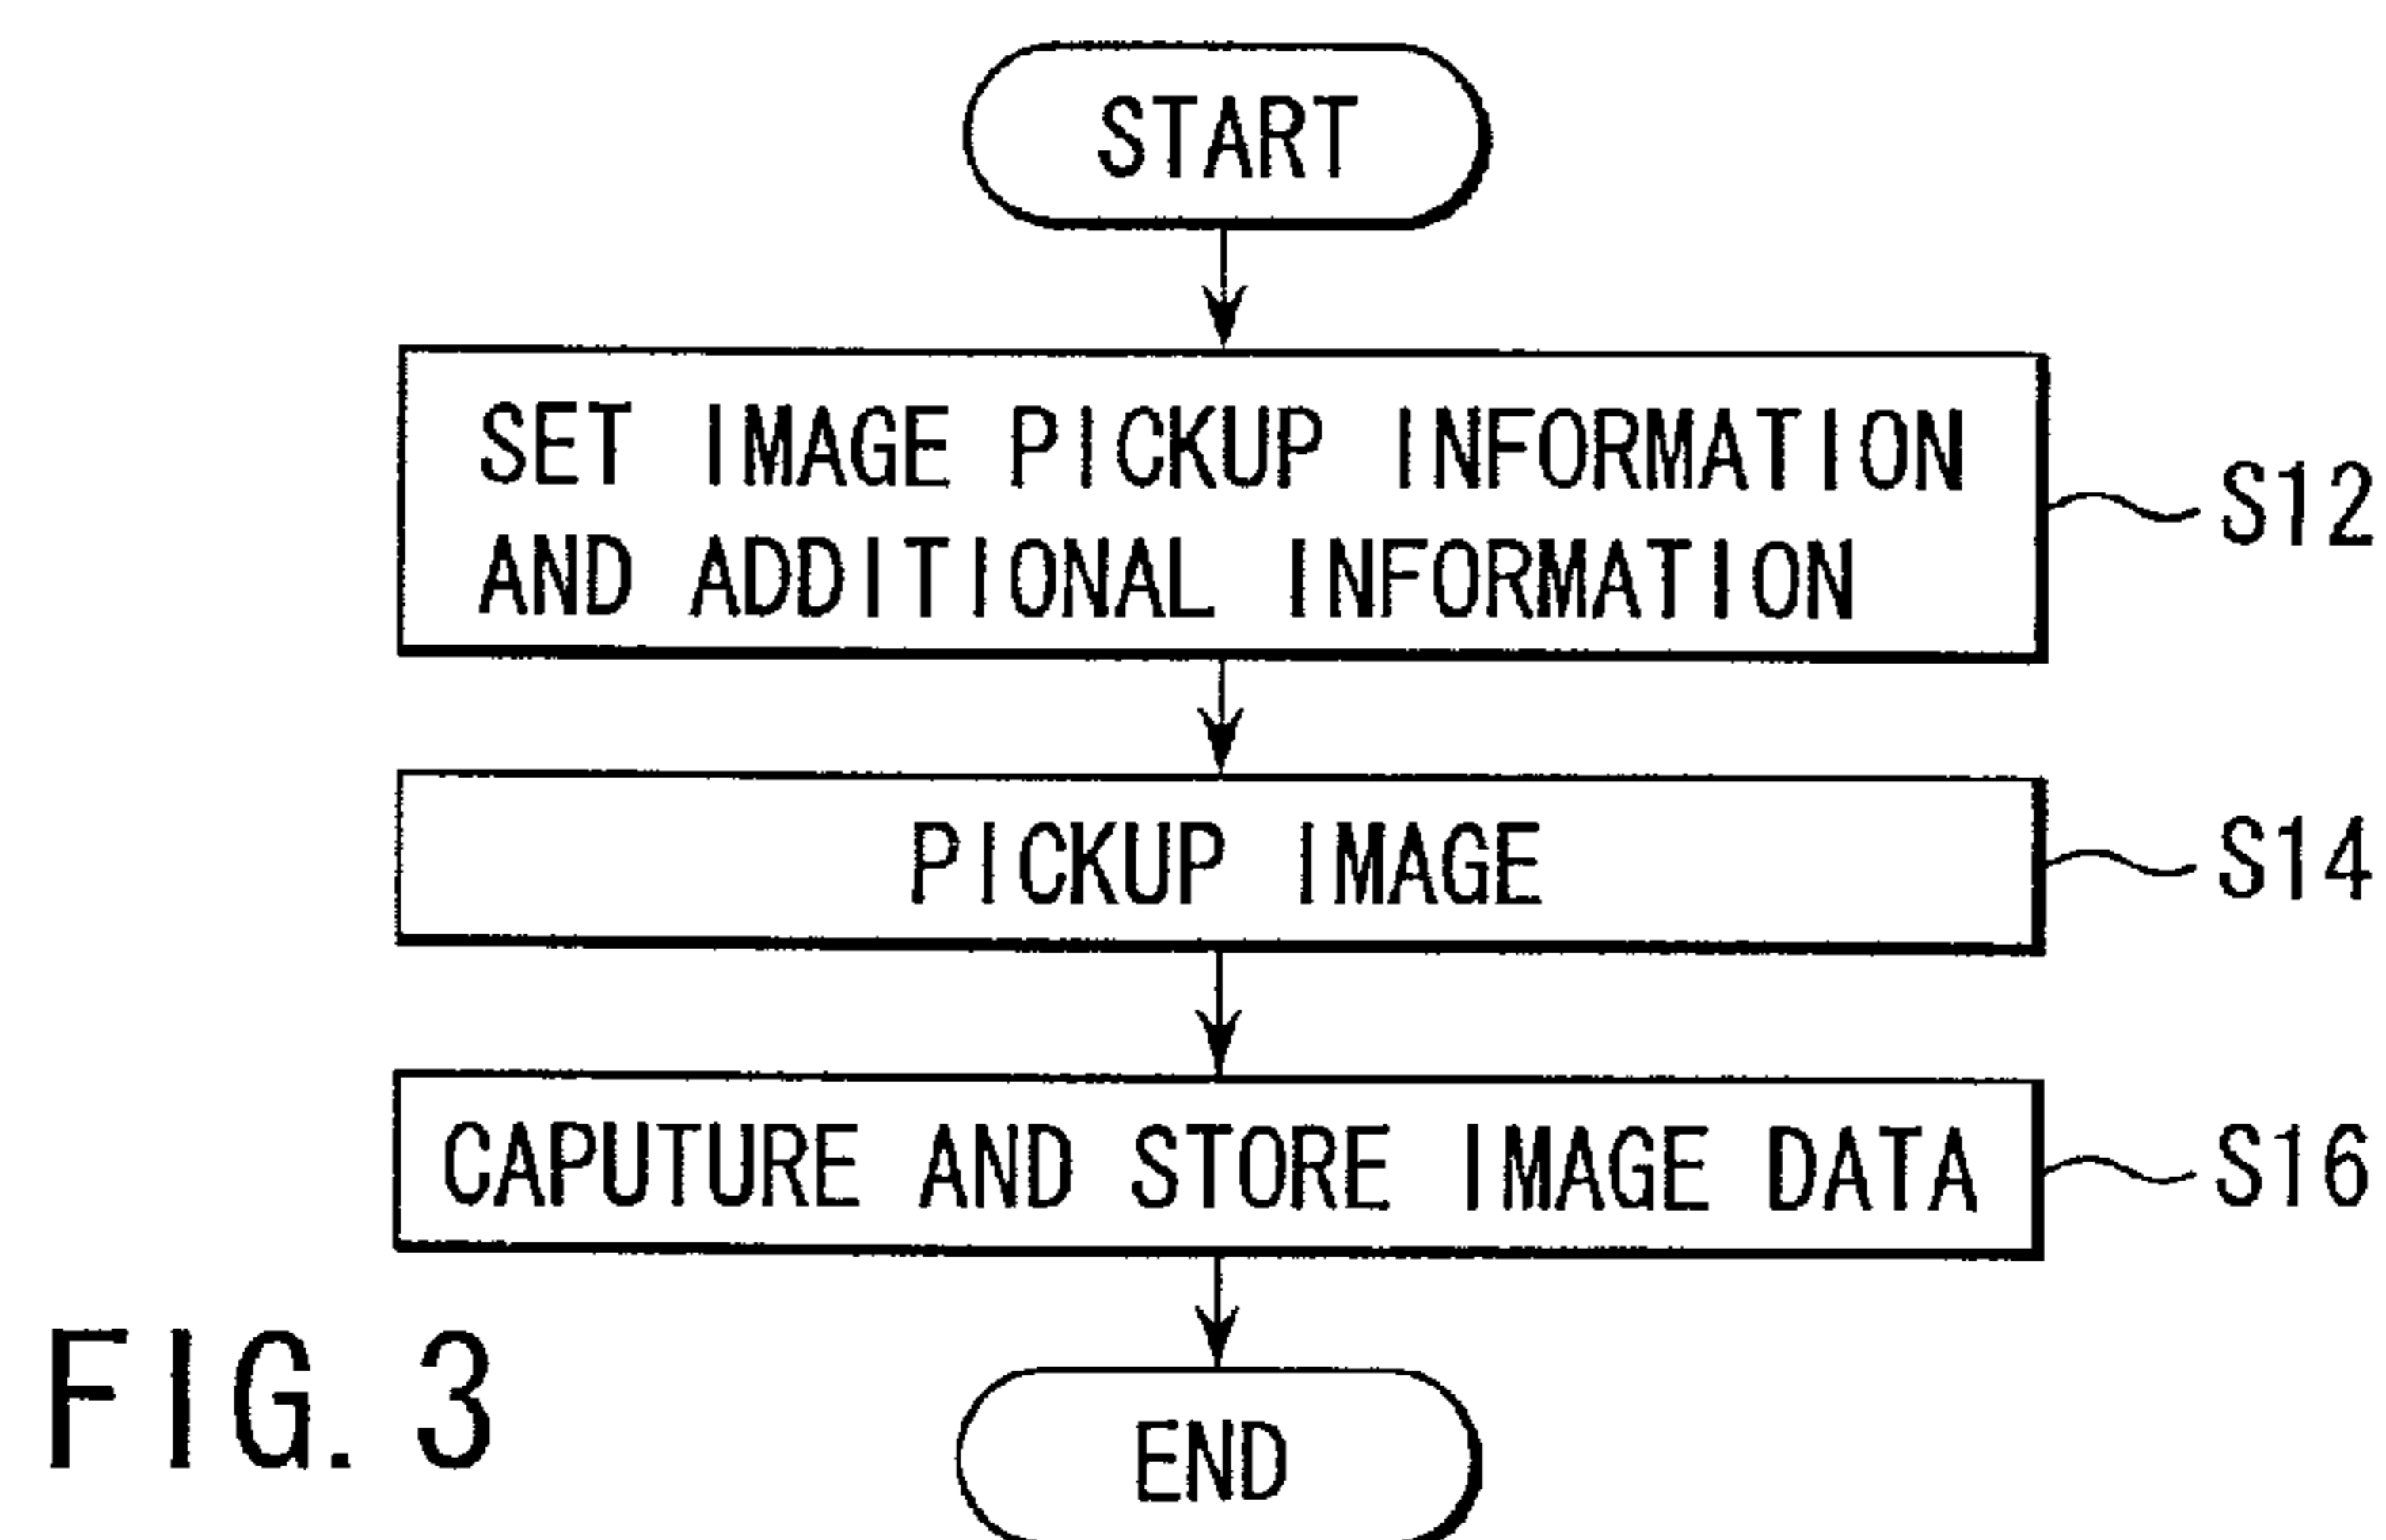 START
SET IMAGE PICKUP INFORMATION
AND ADDITIONAL INFORMATION
S12
PICKUP IMAGE
S14
CAPUTURE AND STORE IMAGE DATA
S16
END
FIG. 3